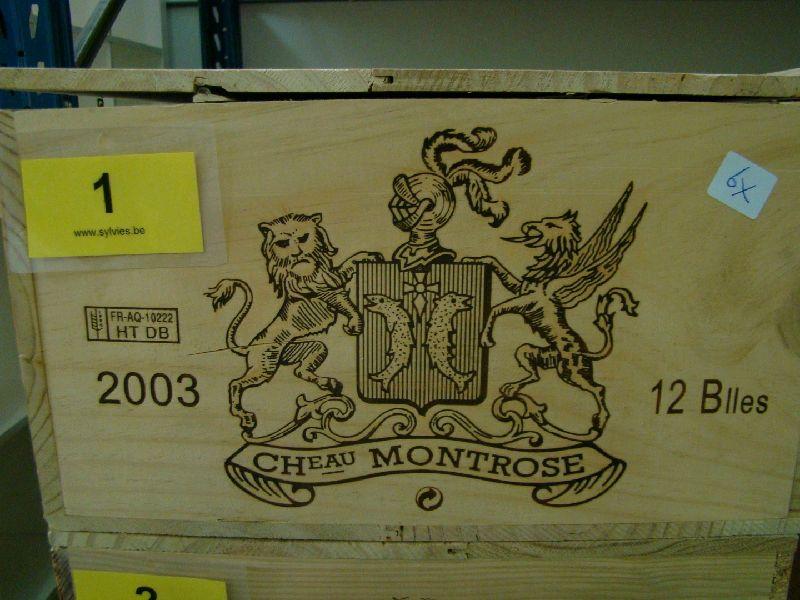 1
www.sylvies.be
6X
FR-AQ-10222
HT DB
2003
12 Blles
CHEAU MONTROSE